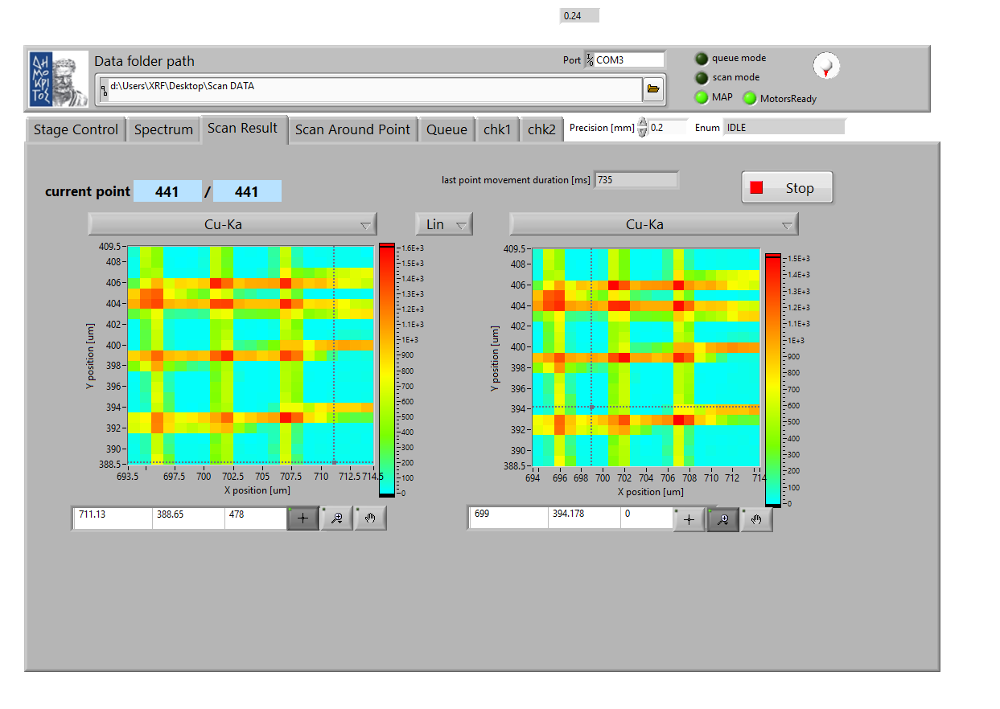 0.24
ΔΗ
ΜΟ
ΚΡΙ
ΤΟΣ
Data folder path
Port COM3
queue mode
d:\Users\XRF\Desktop\Scan DATA
scan mode
MAP MotorsReady
Stage Control Spectrum Scan Result Scan Around Point Queue chk1 chk2 Precision [mm] 0.2 Enum IDLE
last point movement duration [ms] 735
current point 441 / 441
Stop
Cu-Ka Lin Cu-Ka
409.5
408
406
404
402
400
398
396
394
392
390
388.5
Y position [um]
693.5 697.5 700 702.5 705 707.5 710 712.5 714.5
X position [um]
1.6E+3
1.5E+3
1.4E+3
1.3E+3
1.2E+3
1.1E+3
1E+3
900
800
700
600
500
400
300
200
100
0
409.5
408
406
404
402
400
398
396
394
392
390
388.5
Y position [um]
694 696 698 700 702 704 706 708 710 712 714
X position [um]
1.5E+3
1.4E+3
1.3E+3
1.2E+3
1.1E+3
1E+3
900
800
700
600
500
400
300
200
100
0
711.13 388.65 478
699 394.178 0